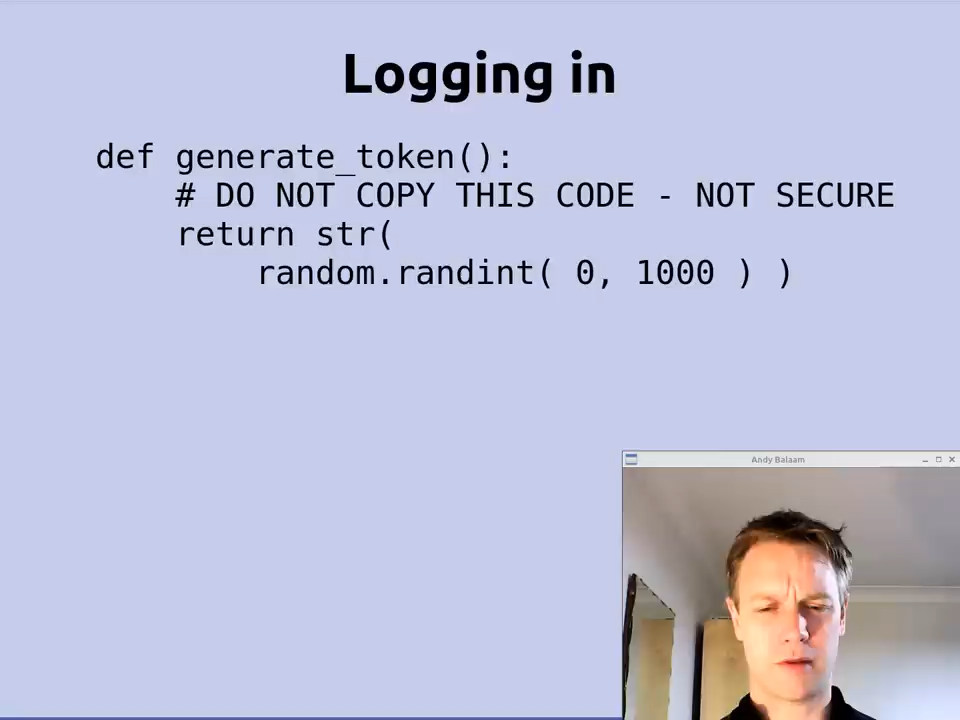 Logging in
def generate_token():
# DO NOT COPY THIS CODE - NOT SECURE
return str(
random.randint( 0, 1000 ) )
Andy Balaam